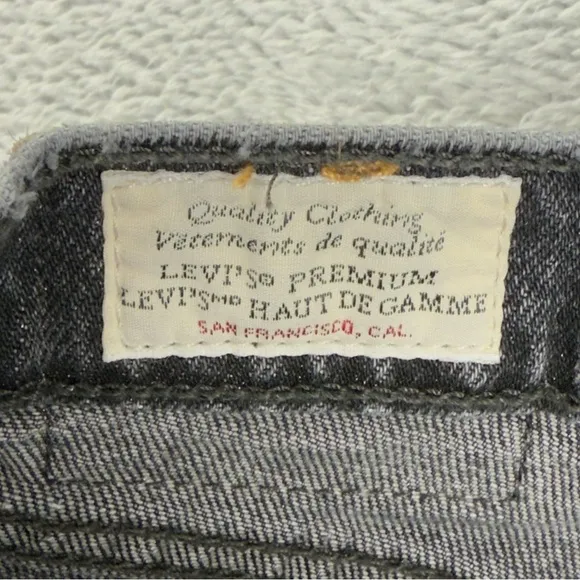 Quality Clothing
Vêtements de qualité
LEVI'S® PREMIUM
LEVI'SMD HAUT DE GAMME
SAN FRANCISCO, CAL.